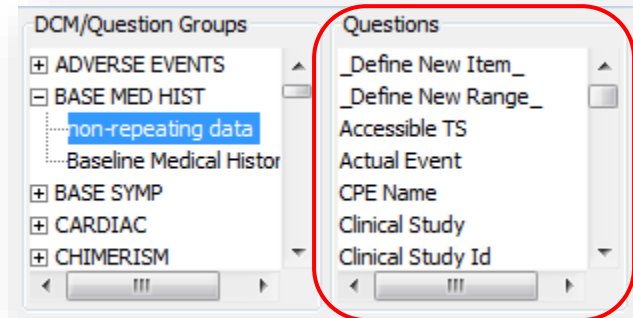 DCM/Question Groups
ADVERSE EVENTS
BASE MED HIST
non-repeating data
Baseline Medical Histor
BASE SYMP
CARDIAC
CHIMERISM
Questions
_Define New Item_
_Define New Range_
Accessible TS
Actual Event
CPE Name
Clinical Study
Clinical Study Id